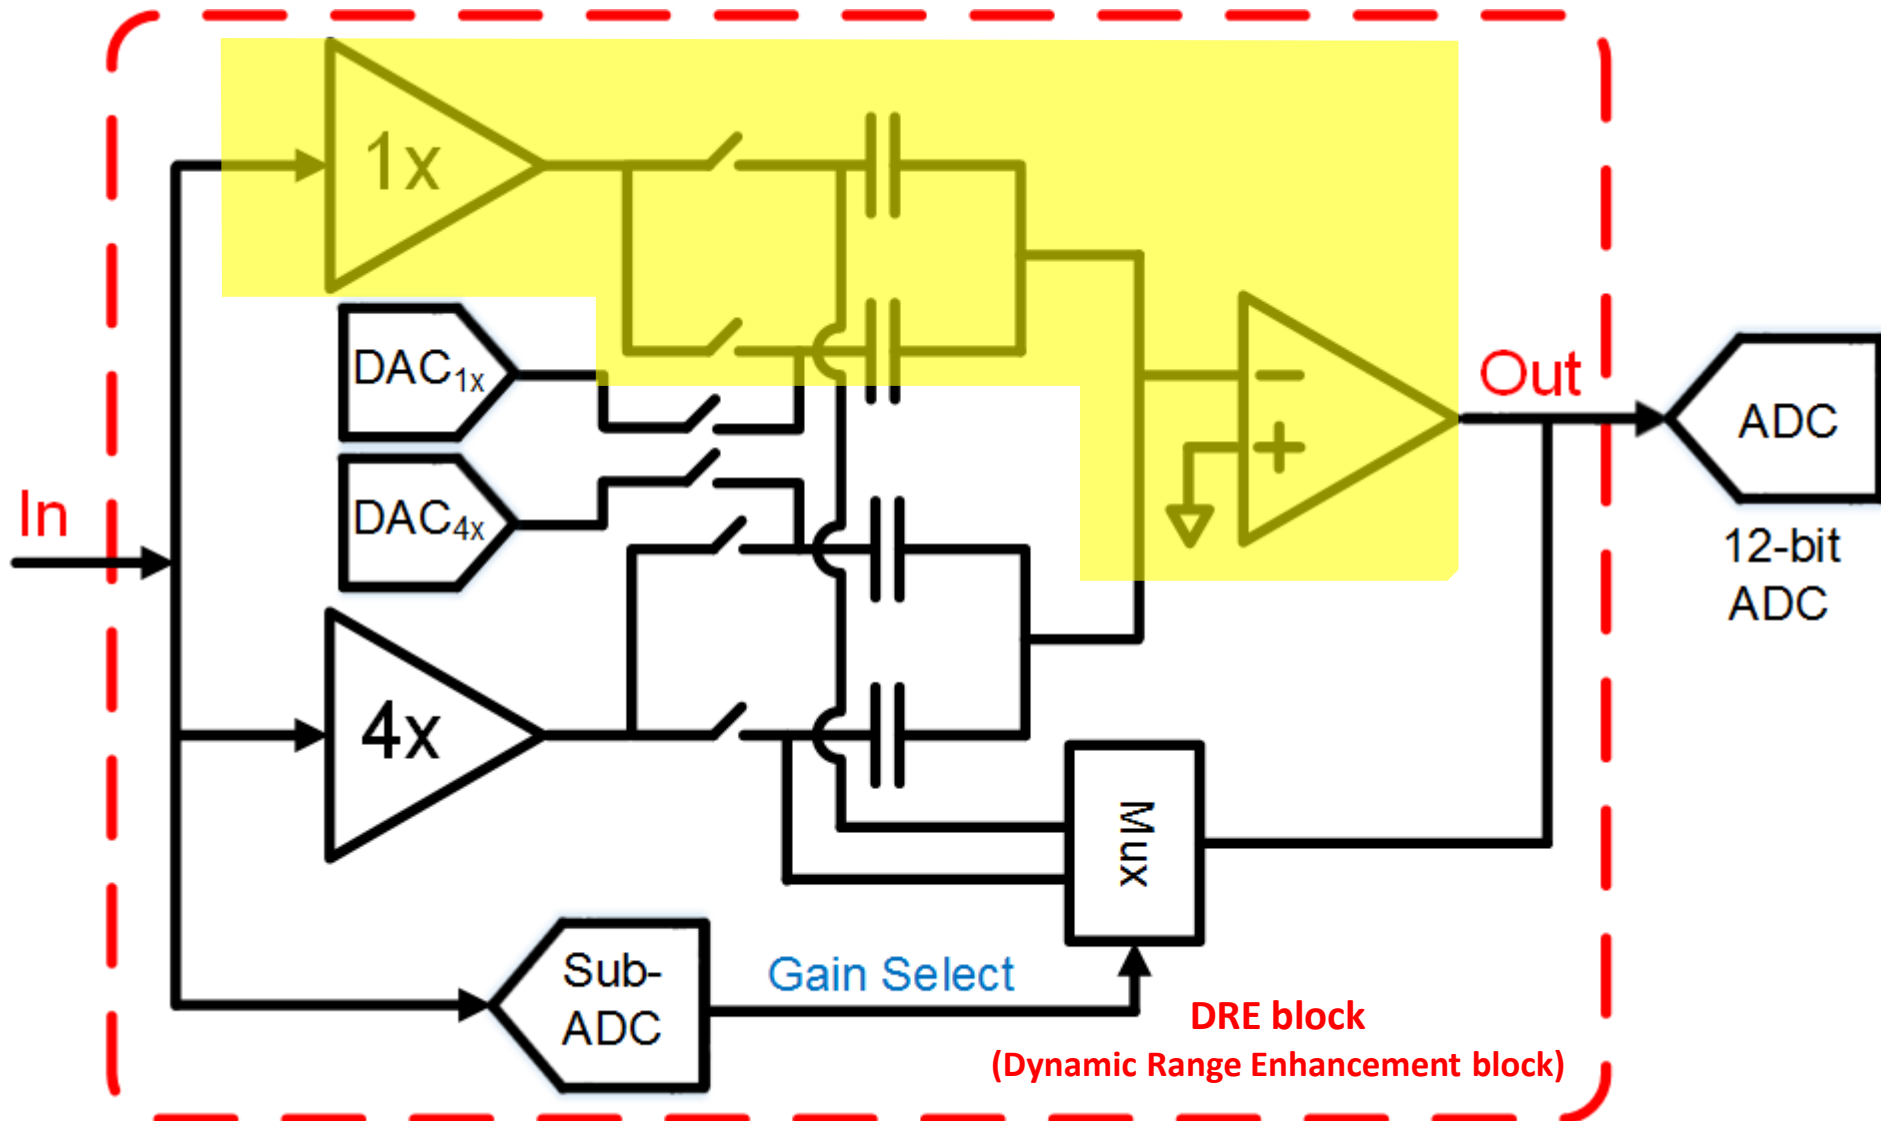 1x
DAC1x
DAC4x
In
4x
Sub-
ADC
Gain Select
Mux
−
+
Out
ADC
12-bit
ADC
DRE block
(Dynamic Range Enhancement block)